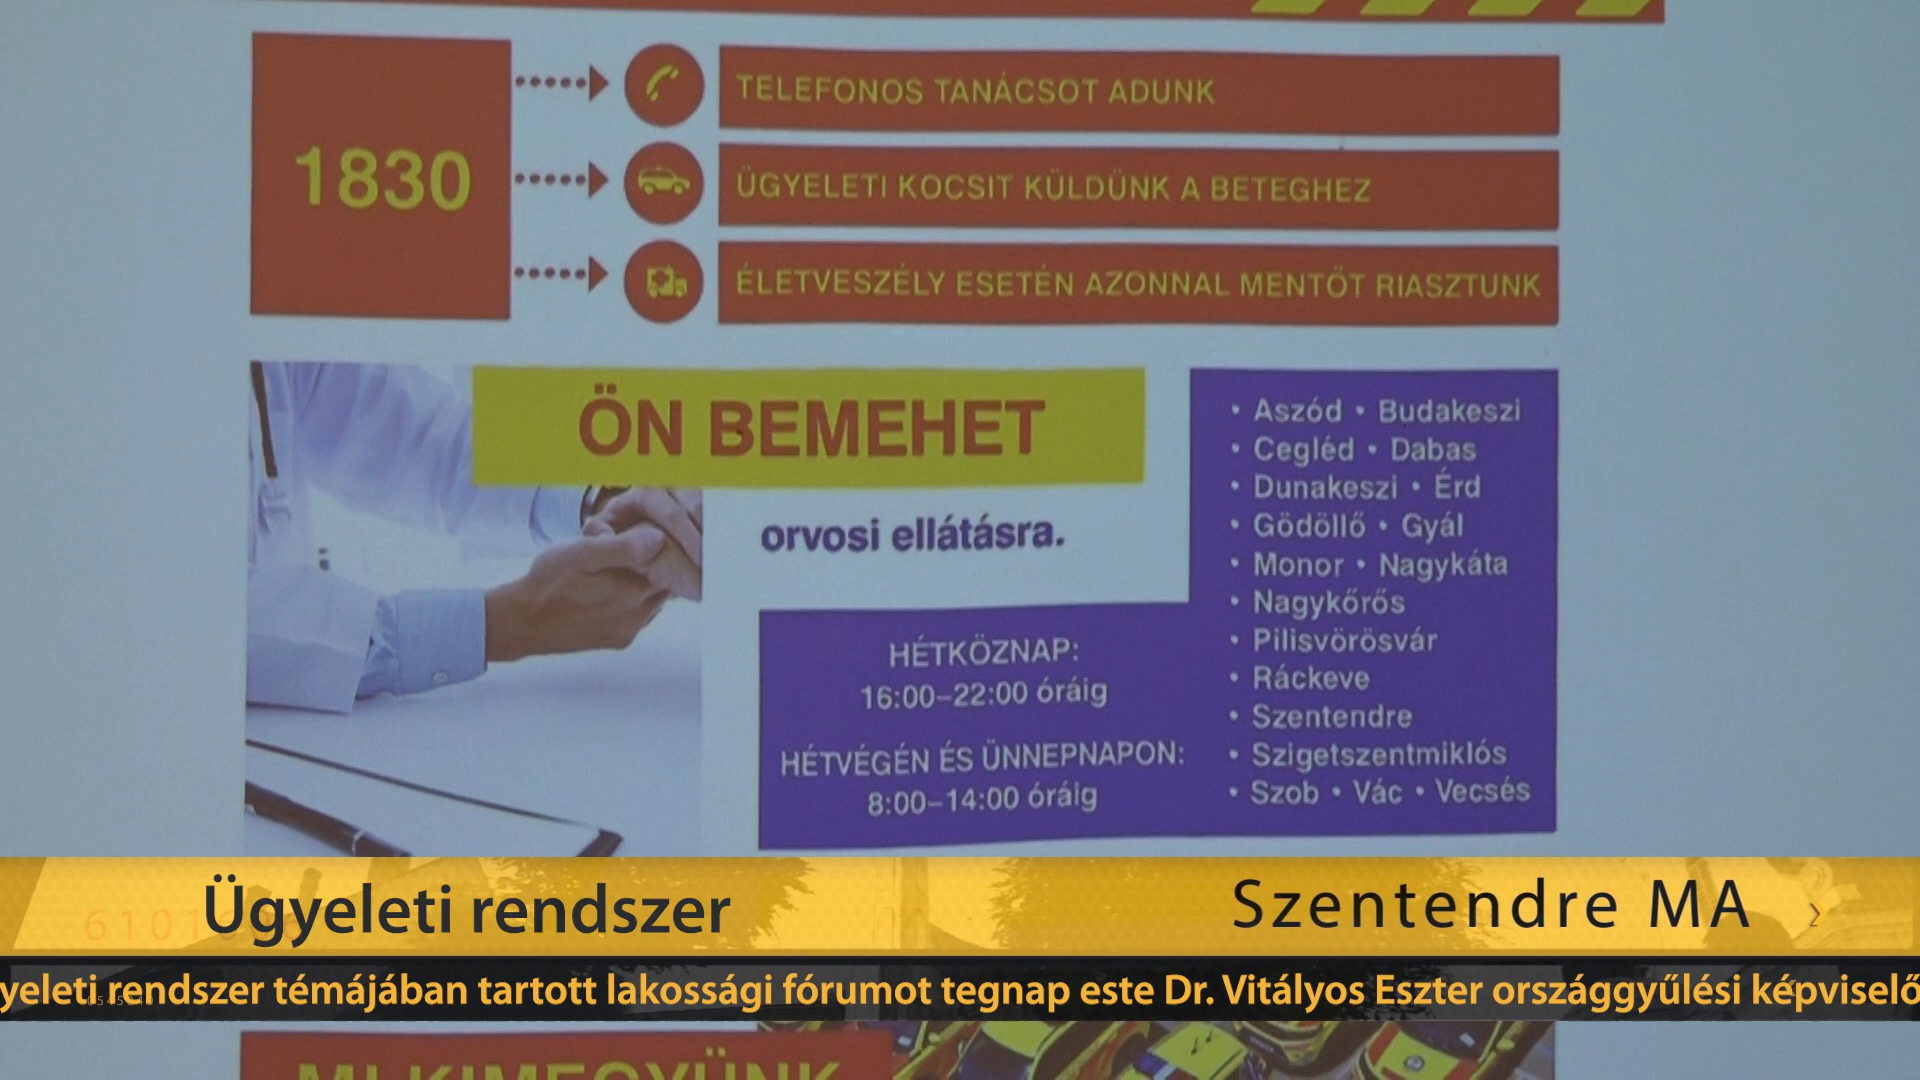 1830
TELEFONOS TANÁCSOT ADUNK
ÜGYELETI KOCSIT KÜLDÜNK A BETEGHEZ
ÉLETVESZÉLY ESETÉN AZONNAL MENTŐT RIASZTUNK
ÖN BEMEHET
orvosi ellátásra.
HÉTKÖZNAP:
16:00–22:00 óráig
HÉTVÉGÉN ÉS ÜNNEPNAPON:
8:00–14:00 óráig
• Aszód • Budakeszi
• Cegléd • Dabas
• Dunakeszi • Érd
• Gödöllő • Gyál
• Monor • Nagykáta
• Nagykőrös
• Pilisvörösvár
• Ráckeve
• Szentendre
• Szigetszentmiklós
• Szob • Vác • Vecsés
Ügyeleti rendszer
Szentendre MA
yeleti rendszer témájában tartott lakossági fórumot tegnap este Dr. Vitályos Eszter országgyűlési képviselő
MI KIMEGYÜNK